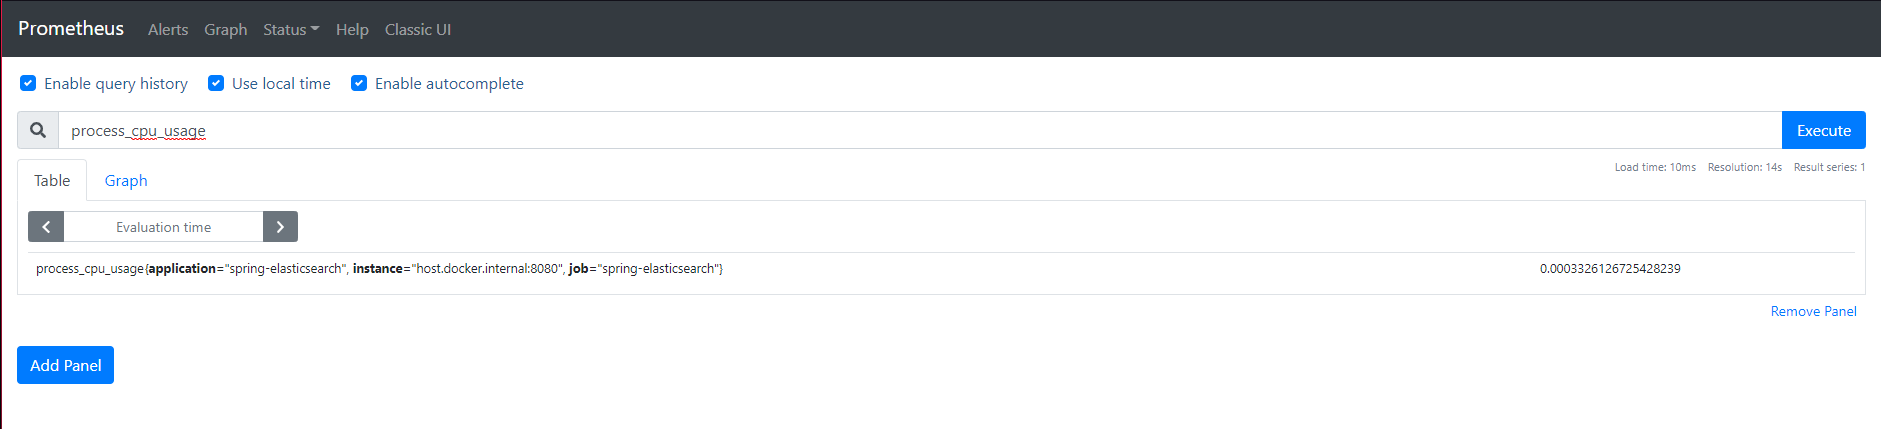 Prometheus Alerts Graph Status Help Classic UI
Enable query history Use local time Enable autocomplete
process_cpu_usage Execute
Table Graph Load time: 10ms Resolution: 14s Result series: 1
Evaluation time
process_cpu_usage{application="spring-elasticsearch", instance="host.docker.internal:8080", job="spring-elasticsearch"} 0.0003326126725428239
Remove Panel
Add Panel